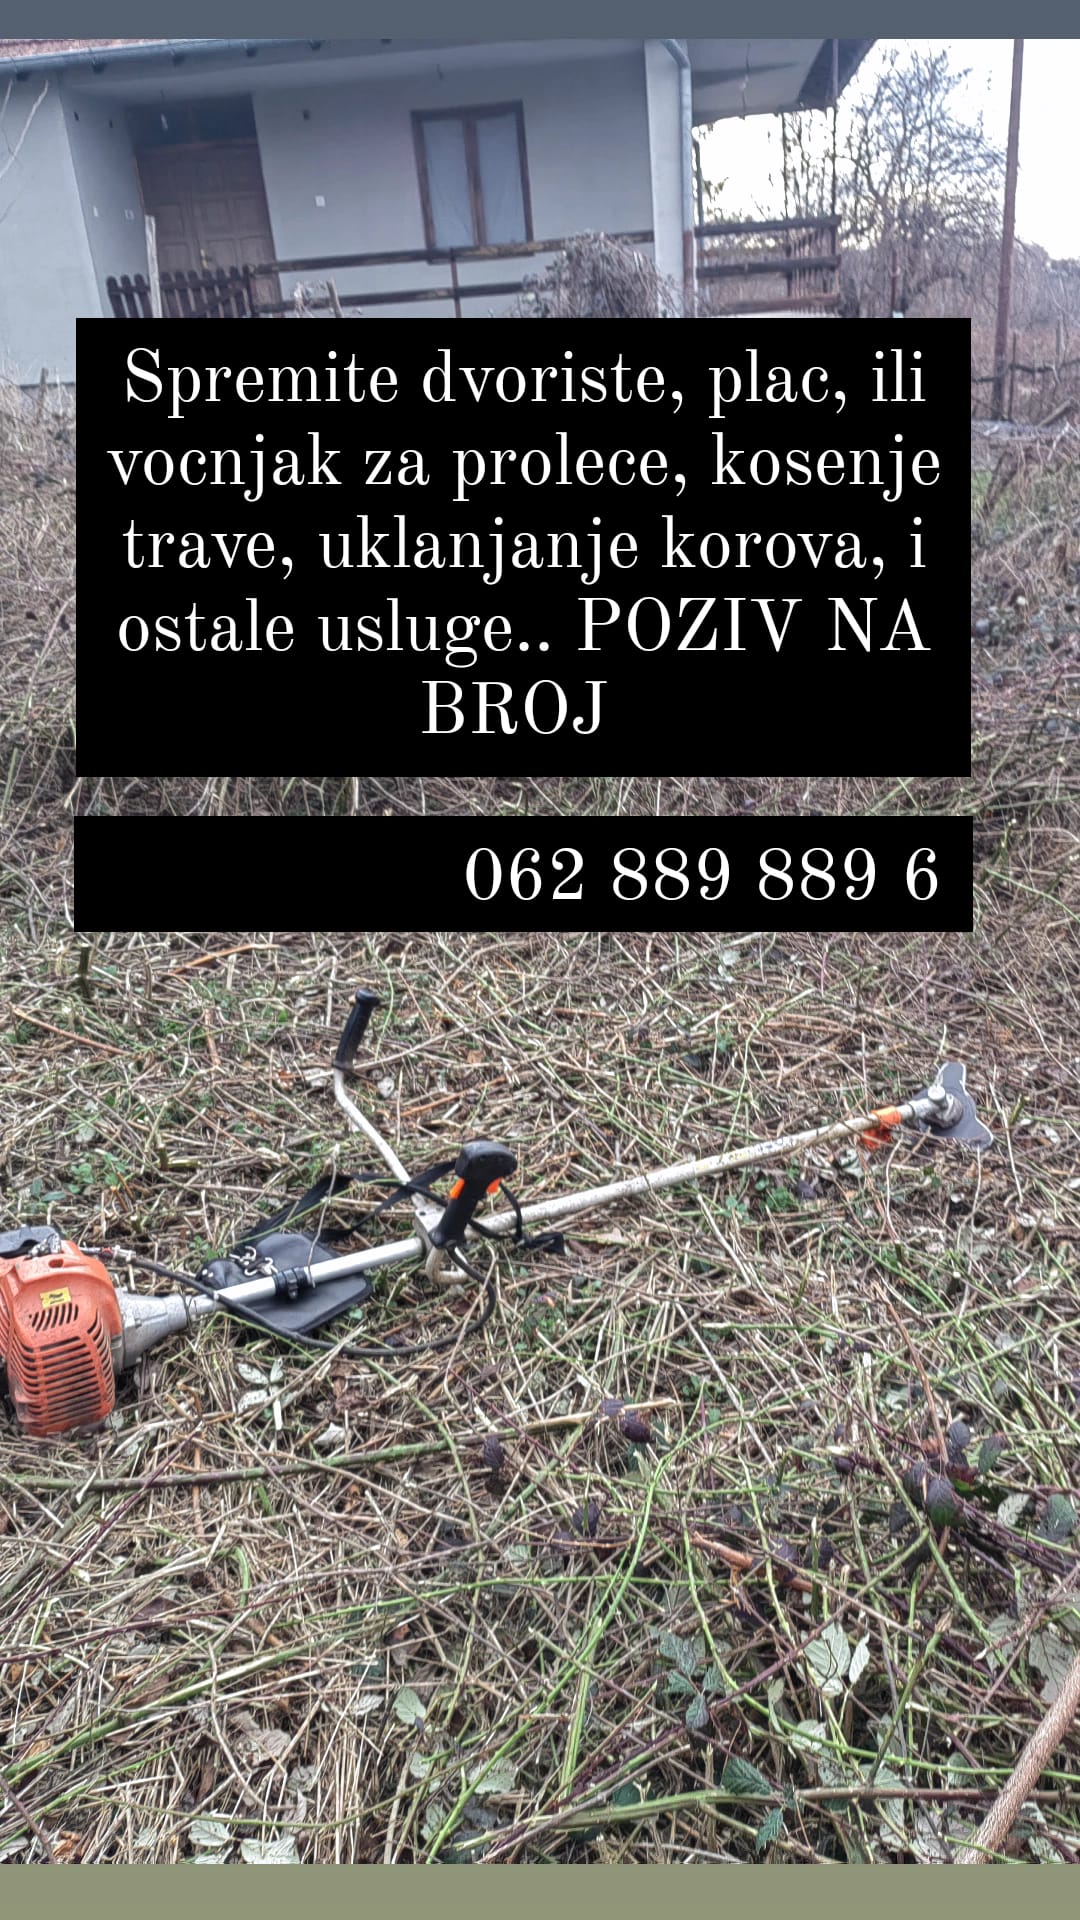 Spremite dvoriste, plac, ili
vocnjak za prolece, kosenje
trave, uklanjanje korova, i
ostale usluge.. POZIV NA
BROJ
062 889 889 6